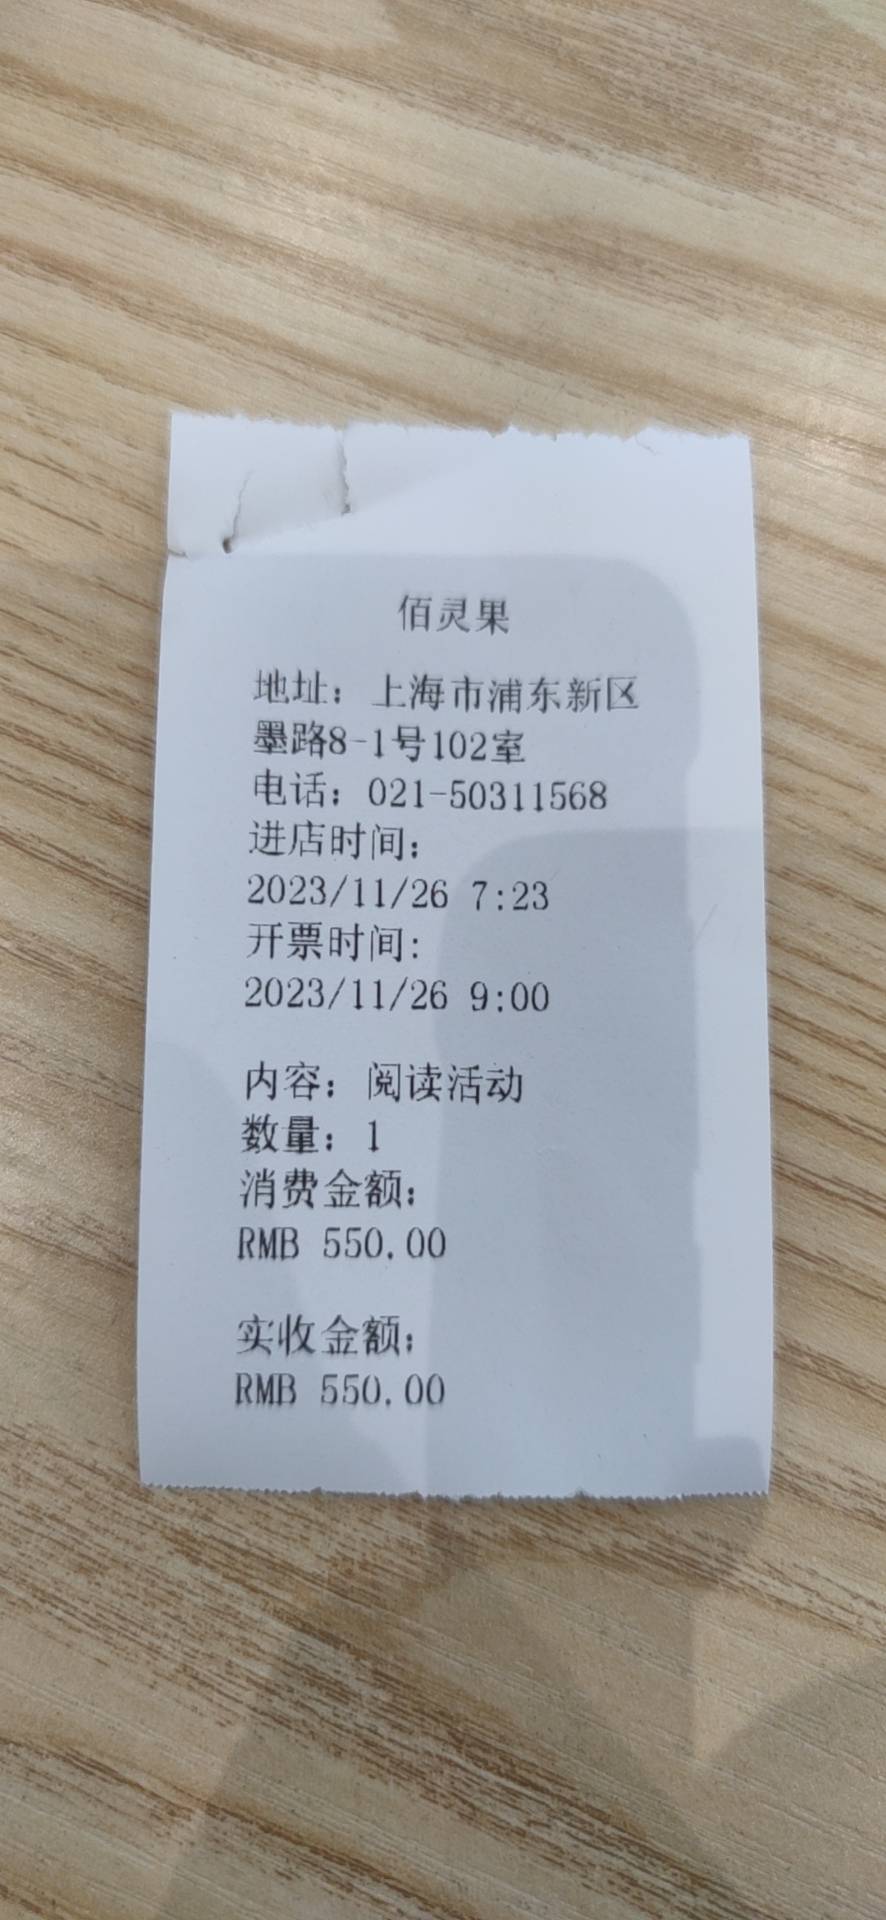 佰灵果
地址：上海市浦东新区
墨路8-1号102室
电话：021-50311568
进店时间：
2023/11/26 7:23
开票时间：
2023/11/26 9:00
内容：阅读活动
数量：1
消费金额：
RMB 550.00
实收金额：
RMB 550.00